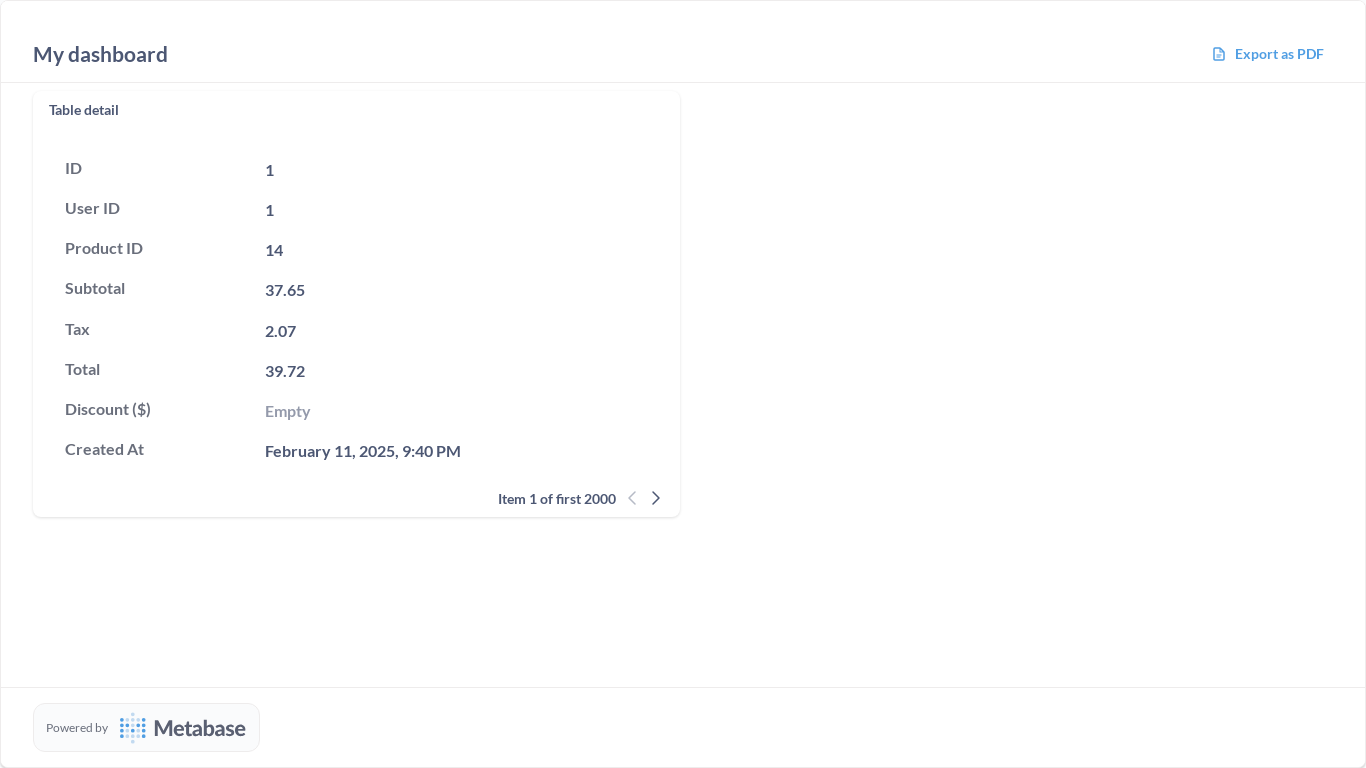 My dashboard
Export as PDF
Table detail
ID 1
User ID 1
Product ID 14
Subtotal 37.65
Tax 2.07
Total 39.72
Discount ($) Empty
Created At February 11, 2025, 9:40 PM
Item 1 of first 2000
Powered by Metabase